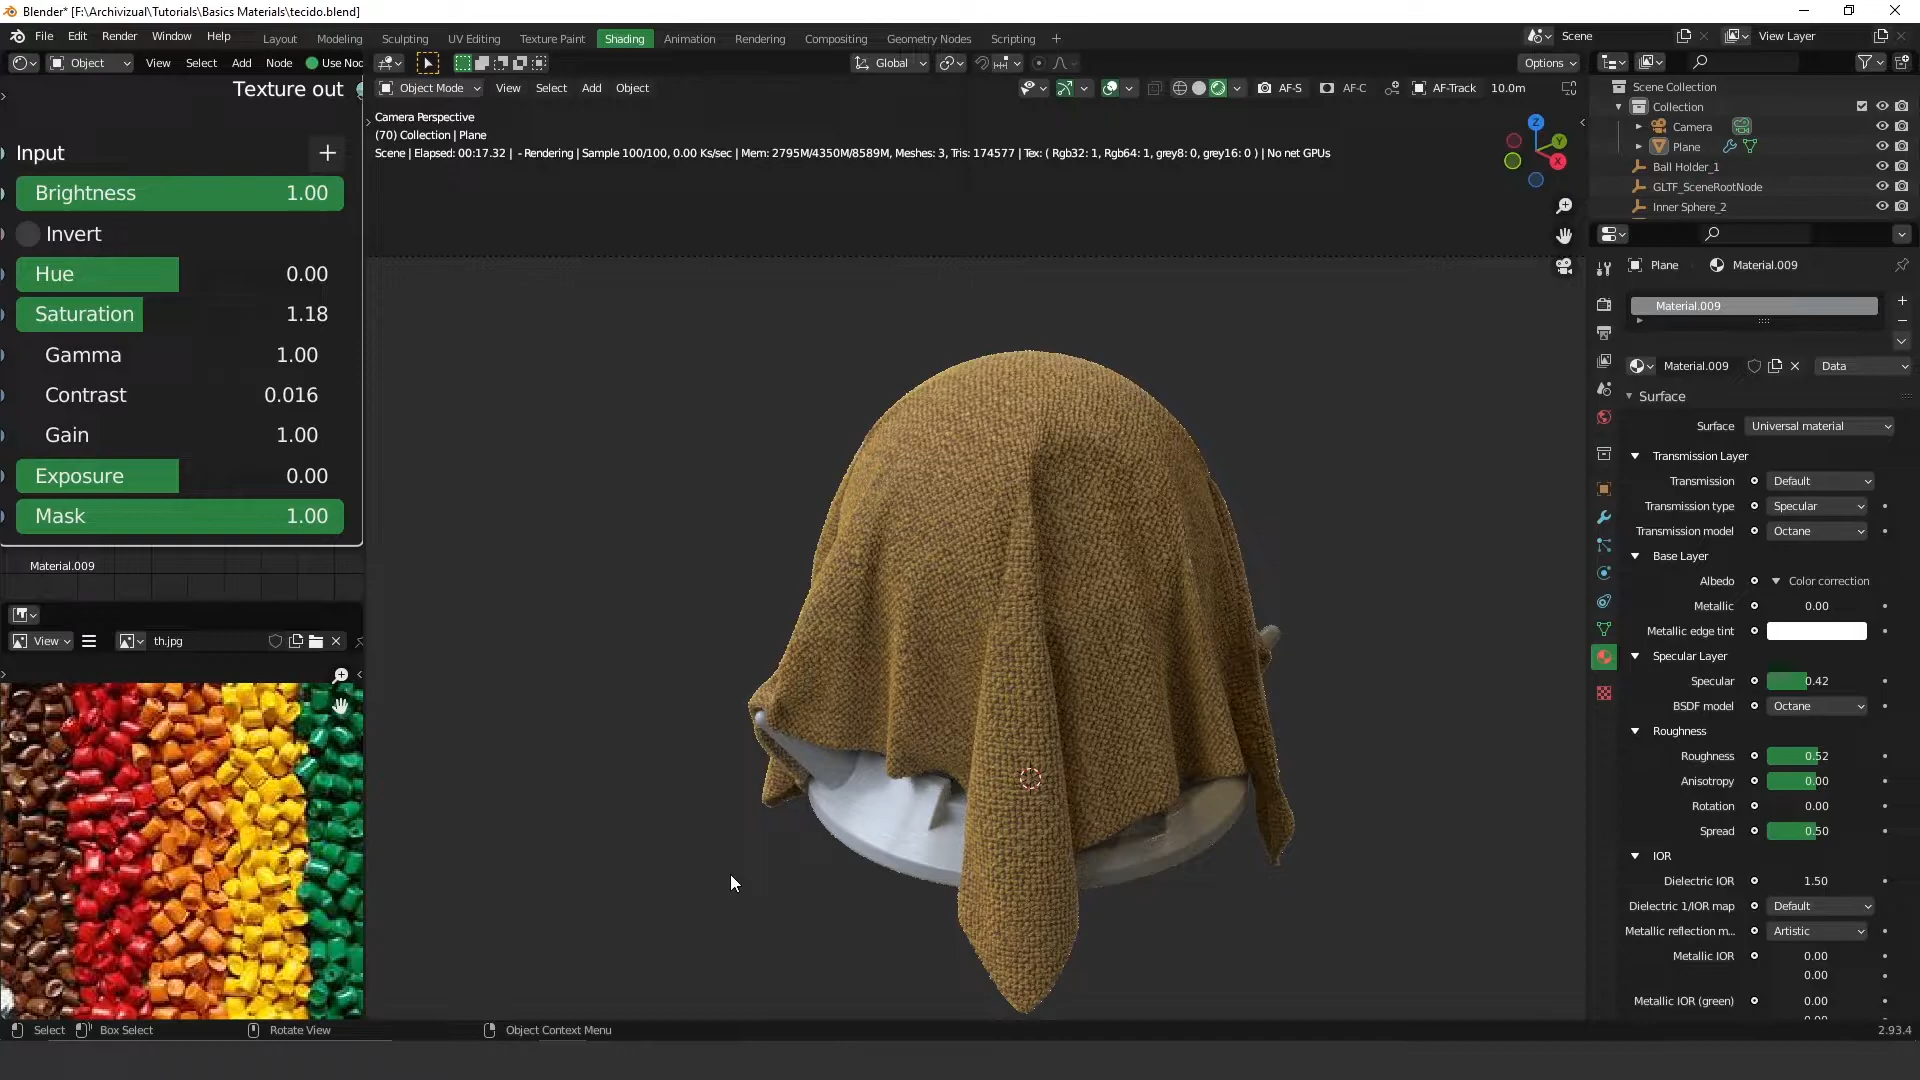 Blender* [F:\Archivizual\Tutorials\Basics Materials\tecido.blend]
File Edit Render Window Help Layout Modeling Sculpting UV Editing Texture Paint Shading Animation Rendering Compositing Geometry Nodes Scripting + Scene View Layer
Object View Select Add Node Use Nod Global Options
Texture out
Object Mode View Select Add Object AF-S AF-C AF-Track 10.0m
Camera Perspective
(70) Collection | Plane
Scene | Elapsed: 00:17.32 | - Rendering | Sample 100/100, 0.00 Ks/sec | Mem: 2795M/4350M/8589M, Meshes: 3, Tris: 174577 | Tex: ( Rgb32: 1, Rgb64: 1, grey8: 0, grey16: 0 ) | No net GPUs
Z
Y
X
Input +
Brightness 1.00
Invert
Hue 0.00
Saturation 1.18
Gamma 1.00
Contrast 0.016
Gain 1.00
Exposure 0.00
Mask 1.00
Material.009
View th.jpg
Scene Collection
Collection
Camera
Plane
Ball Holder_1
GLTF_SceneRootNode
Inner Sphere_2
Plane Material.009
Material.009
Material.009 Data
Surface
Surface Universal material
Transmission Layer
Transmission Default
Transmission type Specular
Transmission model Octane
Base Layer
Albedo Color correction
Metallic 0.00
Metallic edge tint
Specular Layer
Specular 0.42
BSDF model Octane
Roughness
Roughness 0.52
Anisotropy 0.00
Rotation 0.00
Spread 0.50
IOR
Dielectric IOR 1.50
Dielectric 1/IOR map Default
Metallic reflection m... Artistic
Metallic IOR 0.00
0.00
Metallic IOR (green) 0.00
Select Box Select Rotate View Object Context Menu 2.93.4